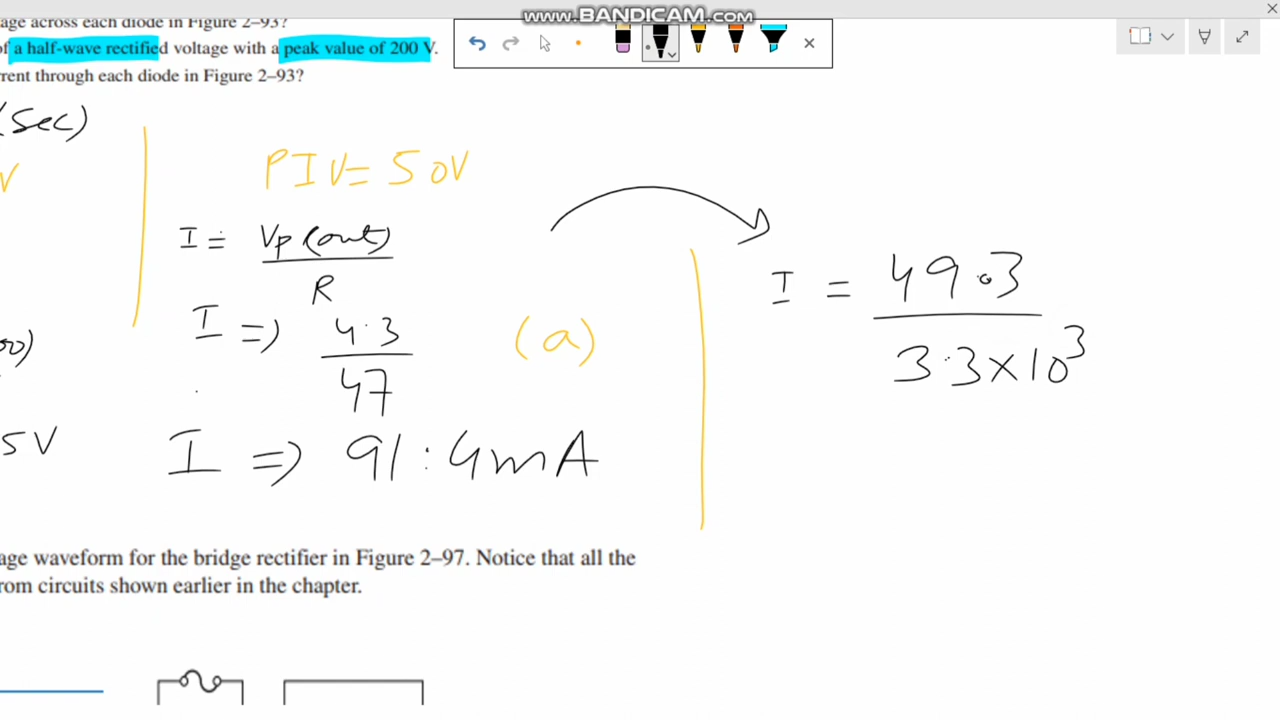 www.BANDICAM.com
age across each diode in Figure 2–93?
of a half-wave rectified voltage with a peak value of 200 V.
rrent through each diode in Figure 2–93?
(Sec)
V
PIV= 50V
I = Vp(out)
R
I => 4.3
47
(a)
00)
5V
I => 91.4mA
I = 49.3
3.3×10³
age waveform for the bridge rectifier in Figure 2–97. Notice that all the
rom circuits shown earlier in the chapter.